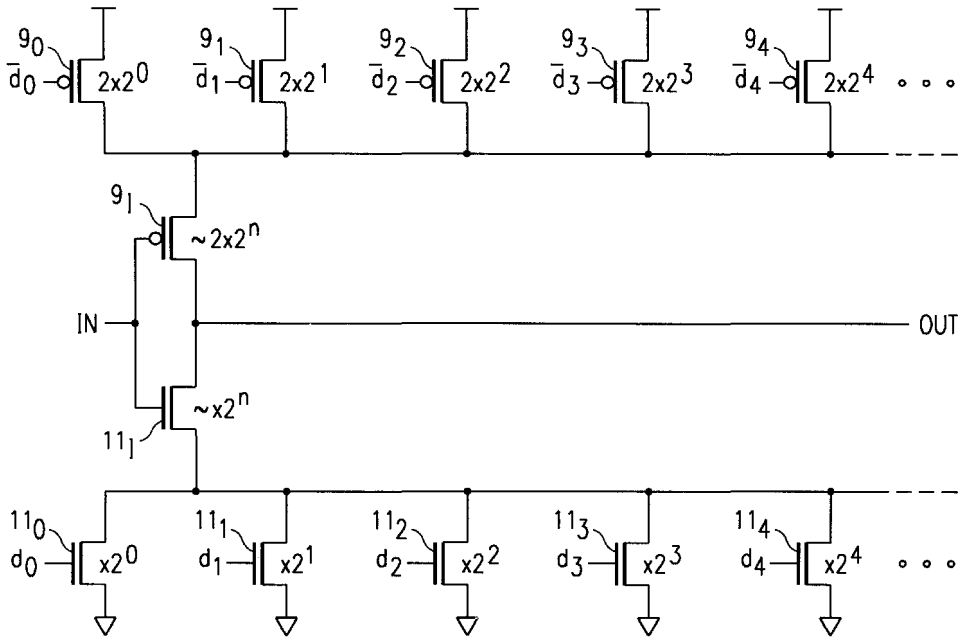 9₀ 9₁ 9₂ 9₃ 9₄
d̅₀ 2x2⁰ d̅₁ 2x2¹ d̅₂ 2x2² d̅₃ 2x2³ d̅₄ 2x2⁴
9I
~2x2ⁿ
IN OUT
~x2ⁿ
11I
11₀ 11₁ 11₂ 11₃ 11₄
d₀ x2⁰ d₁ x2¹ d₂ x2² d₃ x2³ d₄ x2⁴